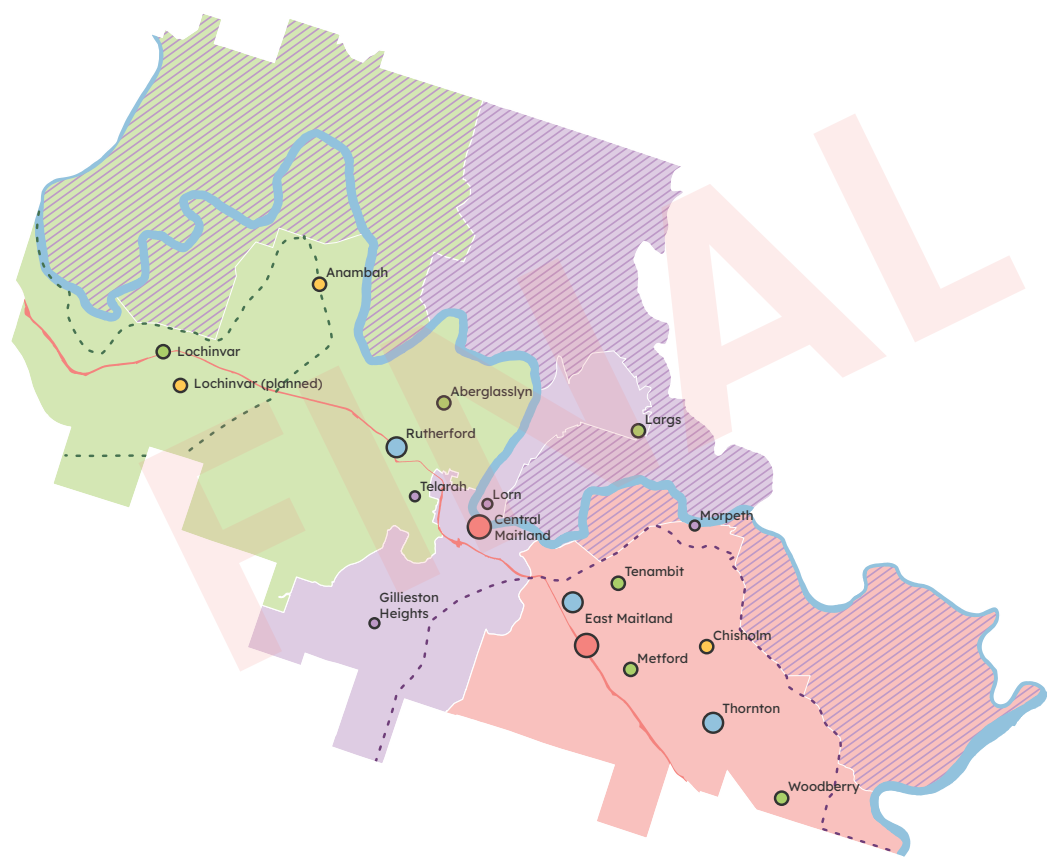 Anambah
Lochinvar
Lochinvar (planned)
Aberglasslyn
Rutherford
Largs
Telarah
Lorn
Central
Maitland
Morpeth
Tenambit
Gillieston
Heights
East Maitland
Chisholm
Metford
Thornton
Woodberry
FINAL